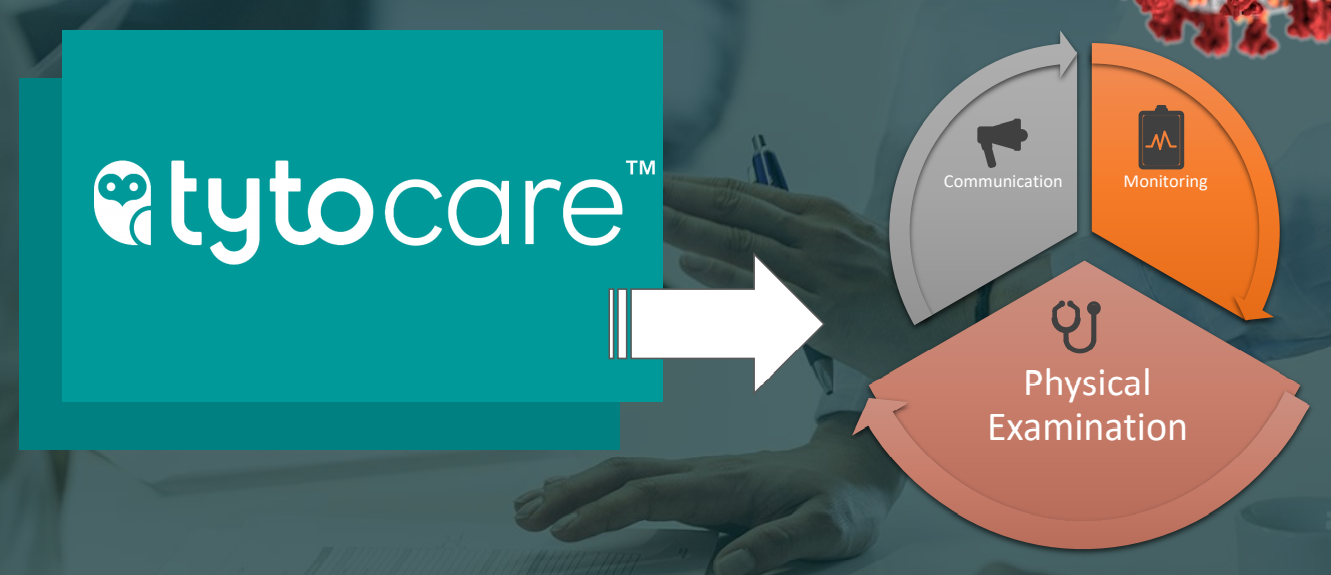 tytocare™
Communication
Monitoring
Physical
Examination